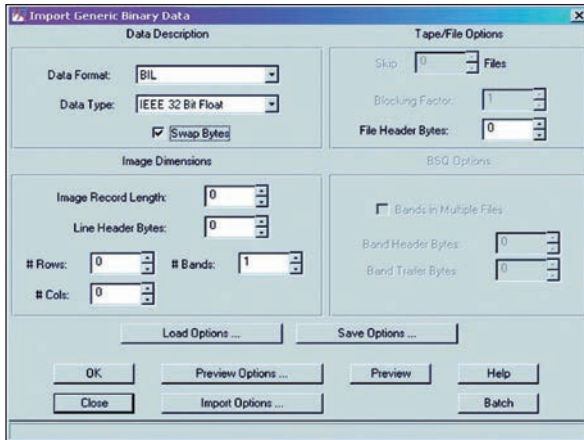 Import Generic Binary Data
Data Description
Data Format: BIL
Data Type: IEEE 32 Bit Float
Swap Bytes
Tape/File Options
Skip 0 Files
Blocking Factor: 1
File Header Bytes: 0
Image Dimensions
Image Record Length: 0
Line Header Bytes: 0
# Rows: 0 # Bands: 1
# Cols: 0
BSQ Options
Bands in Multiple Files
Band Header Bytes: 0
Band Trailer Bytes 0
Load Options ... Save Options ...
OK Preview Options ... Preview Help
Close Import Options ... Batch